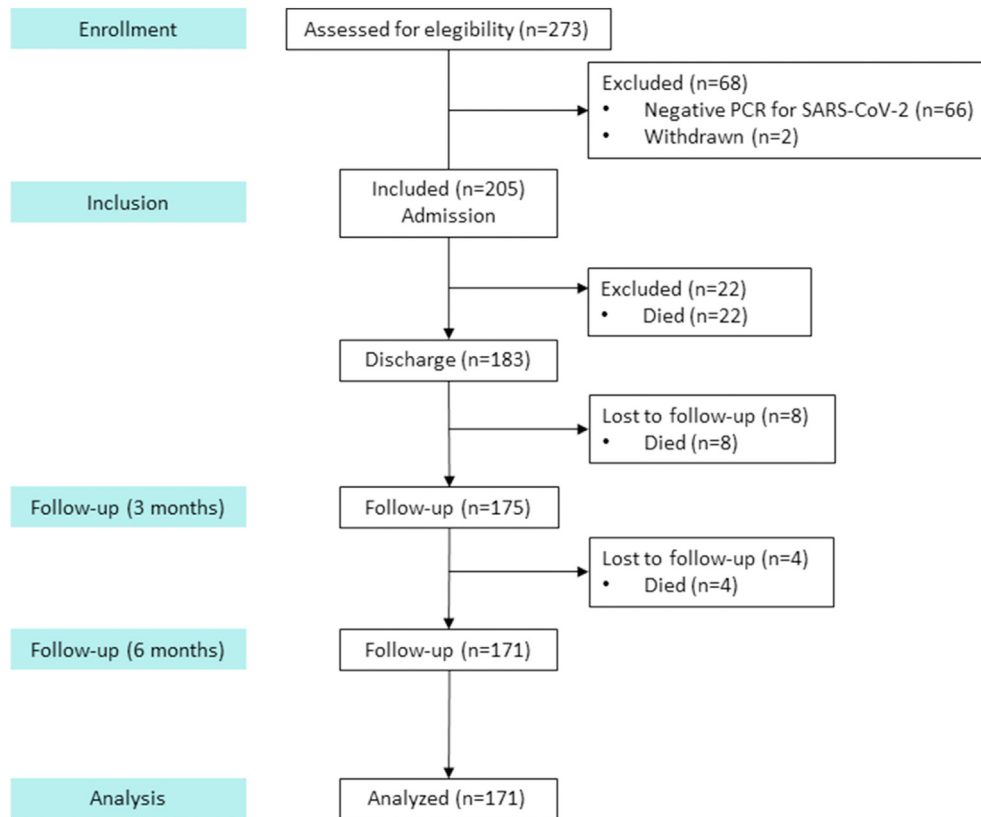 Enrollment
Assessed for elegibility (n=273)
Excluded (n=68)
• Negative PCR for SARS-CoV-2 (n=66)
• Withdrawn (n=2)
Inclusion
Included (n=205)
Admission
Excluded (n=22)
• Died (n=22)
Discharge (n=183)
Lost to follow-up (n=8)
• Died (n=8)
Follow-up (3 months)
Follow-up (n=175)
Lost to follow-up (n=4)
• Died (n=4)
Follow-up (6 months)
Follow-up (n=171)
Analysis
Analyzed (n=171)